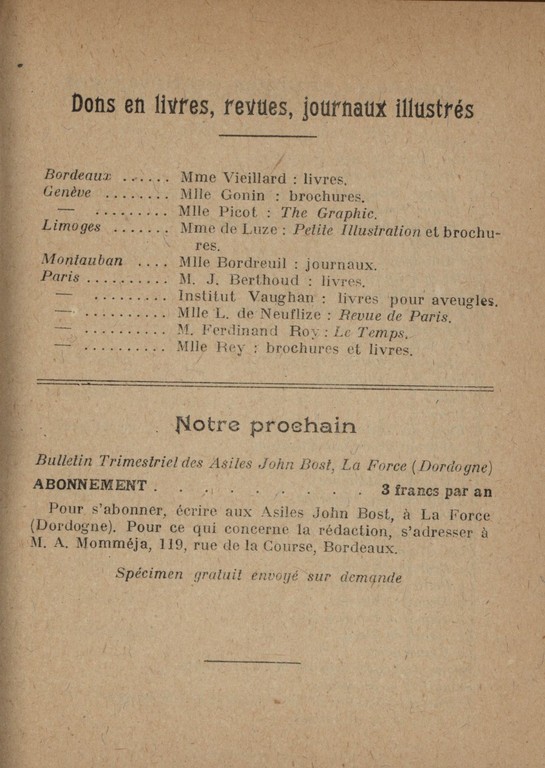 Dons en livres, revues, journaux illustrés
Bordeaux ...... Mme Vieillard : livres.
Genève ........ Mlle Gonin : brochures.
— ......... Mlle Picot : The Graphic.
Limoges ....... Mme de Luze : Petite Illustration et brochu-
res.
Montauban .... Mlle Bordreuil : journaux.
Paris .......... M. J. Berthoud : livres.
— ......... Institut Vaughan : livres pour aveugles.
— .......... Mlle L. de Neuflize : Revue de Paris.
— .......... M. Ferdinand Roy : Le Temps.
— .......... Mlle Rey : brochures et livres.
Notre prochain
Bulletin Trimestriel des Asiles John Bost, La Force (Dordogne)
ABONNEMENT . . . . . . . . . . 3 francs par an
Pour s'abonner, écrire aux Asiles John Bost, à La Force
(Dordogne). Pour ce qui concerne la rédaction, s'adresser à
M. A. Momméja, 119, rue de la Course, Bordeaux.
Spécimen gratuit envoyé sur demande